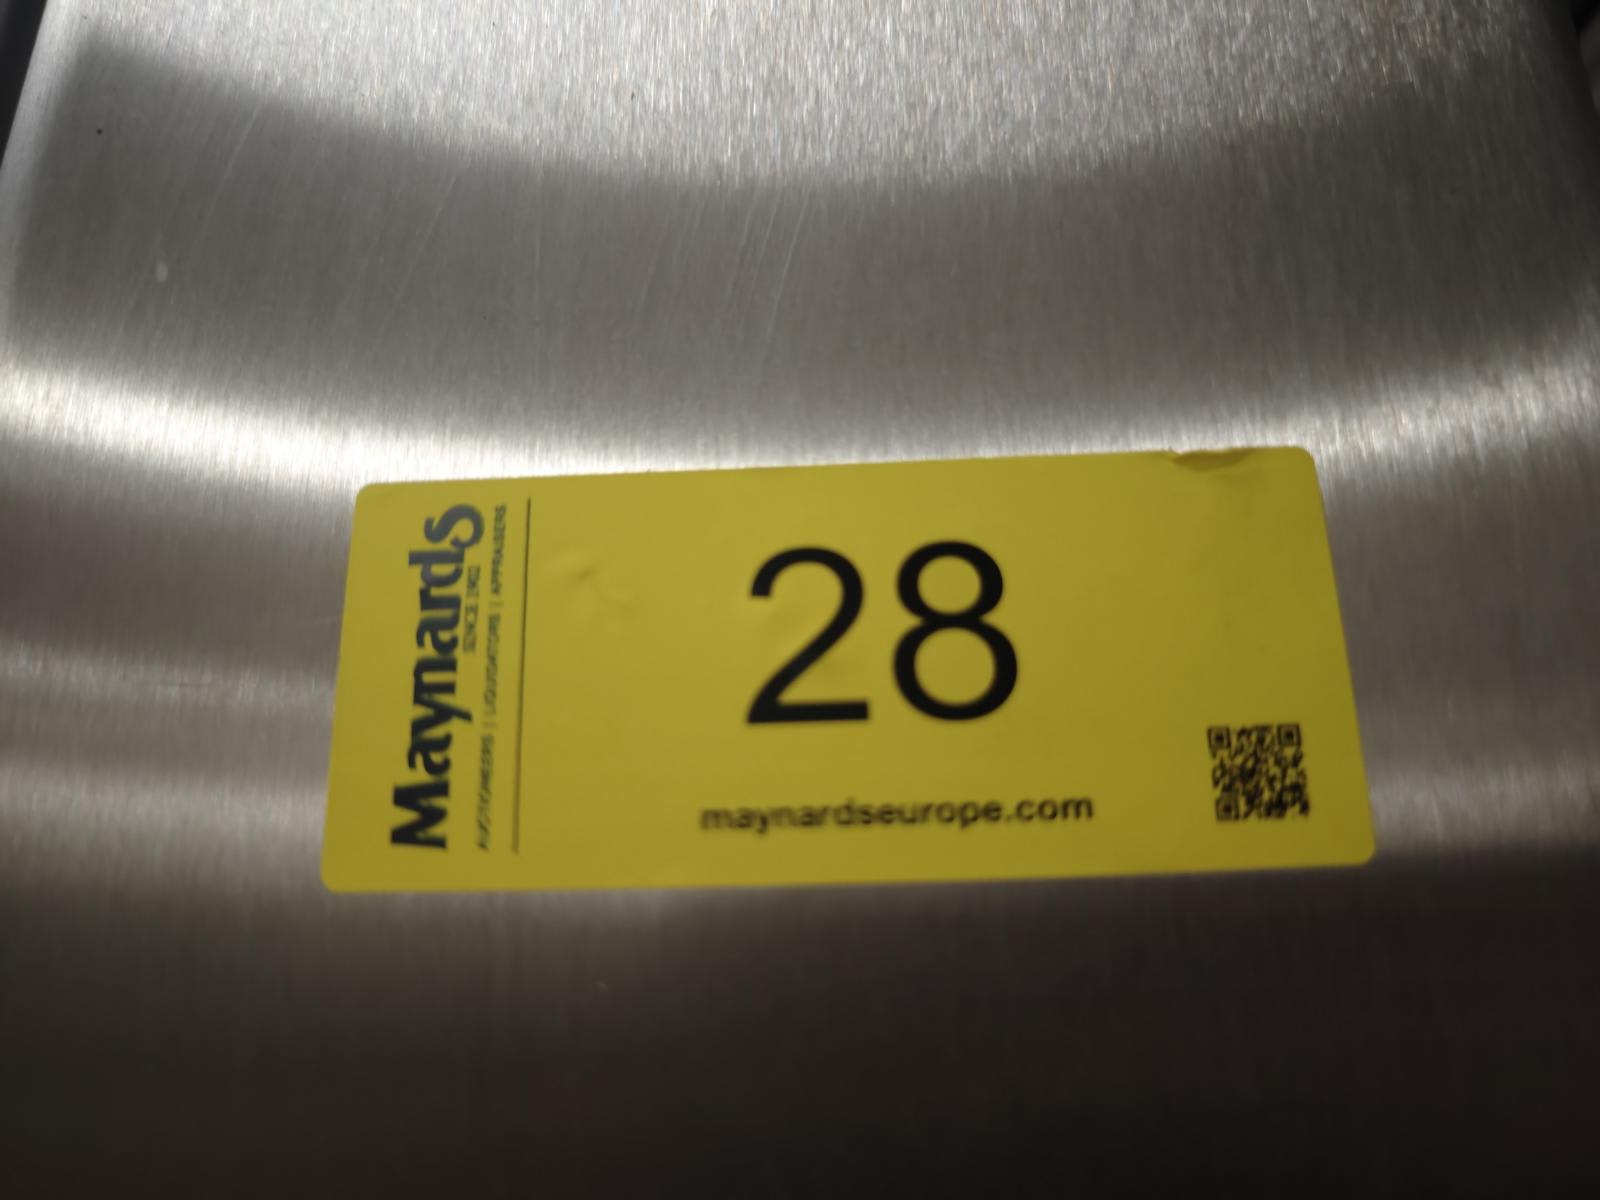 Maynards
SINCE 1902
AUCTIONEERS | LIQUIDATORS | APPRAISERS
28
maynardseurope.com